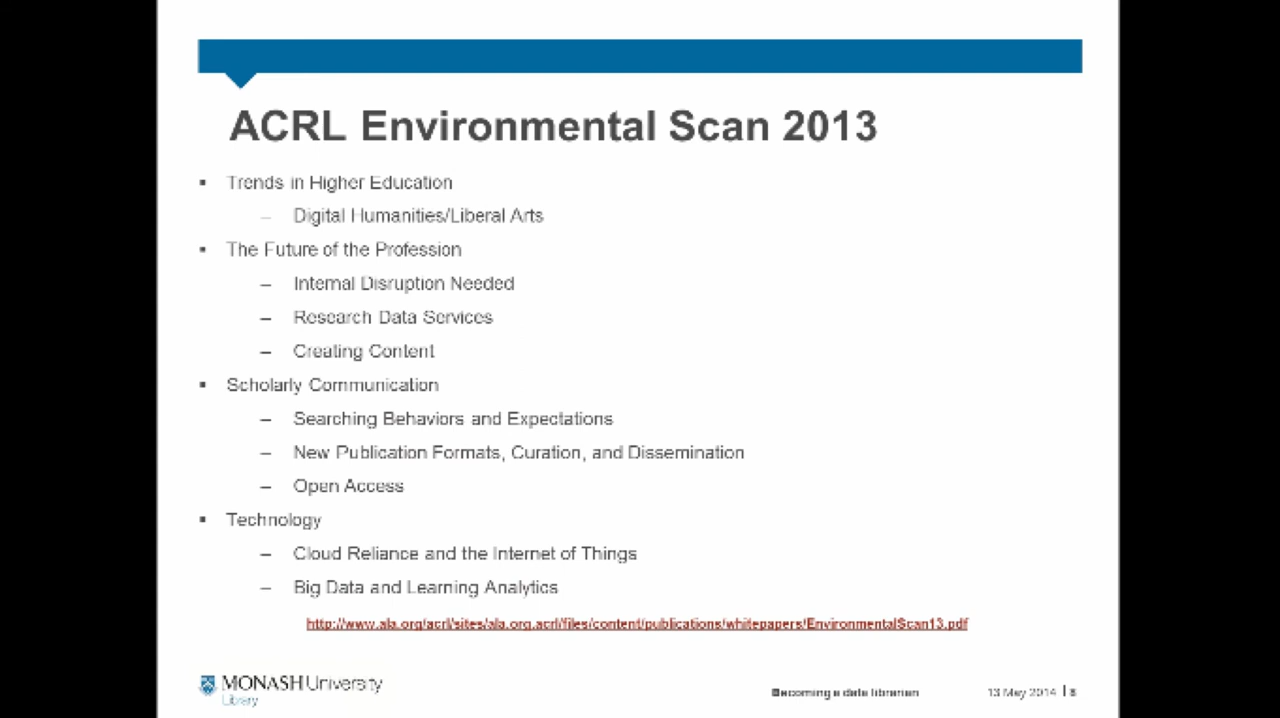 ACRL Environmental Scan 2013
▪ Trends in Higher Education
– Digital Humanities/Liberal Arts
▪ The Future of the Profession
– Internal Disruption Needed
– Research Data Services
– Creating Content
▪ Scholarly Communication
– Searching Behaviors and Expectations
– New Publication Formats, Curation, and Dissemination
– Open Access
▪ Technology
– Cloud Reliance and the Internet of Things
– Big Data and Learning Analytics
http://www.ala.org/acrl/sites/ala.org.acrl/files/content/publications/whitepapers/EnvironmentalScan13.pdf
MONASH University
Library
Becoming a data librarian
13 May 2014 |